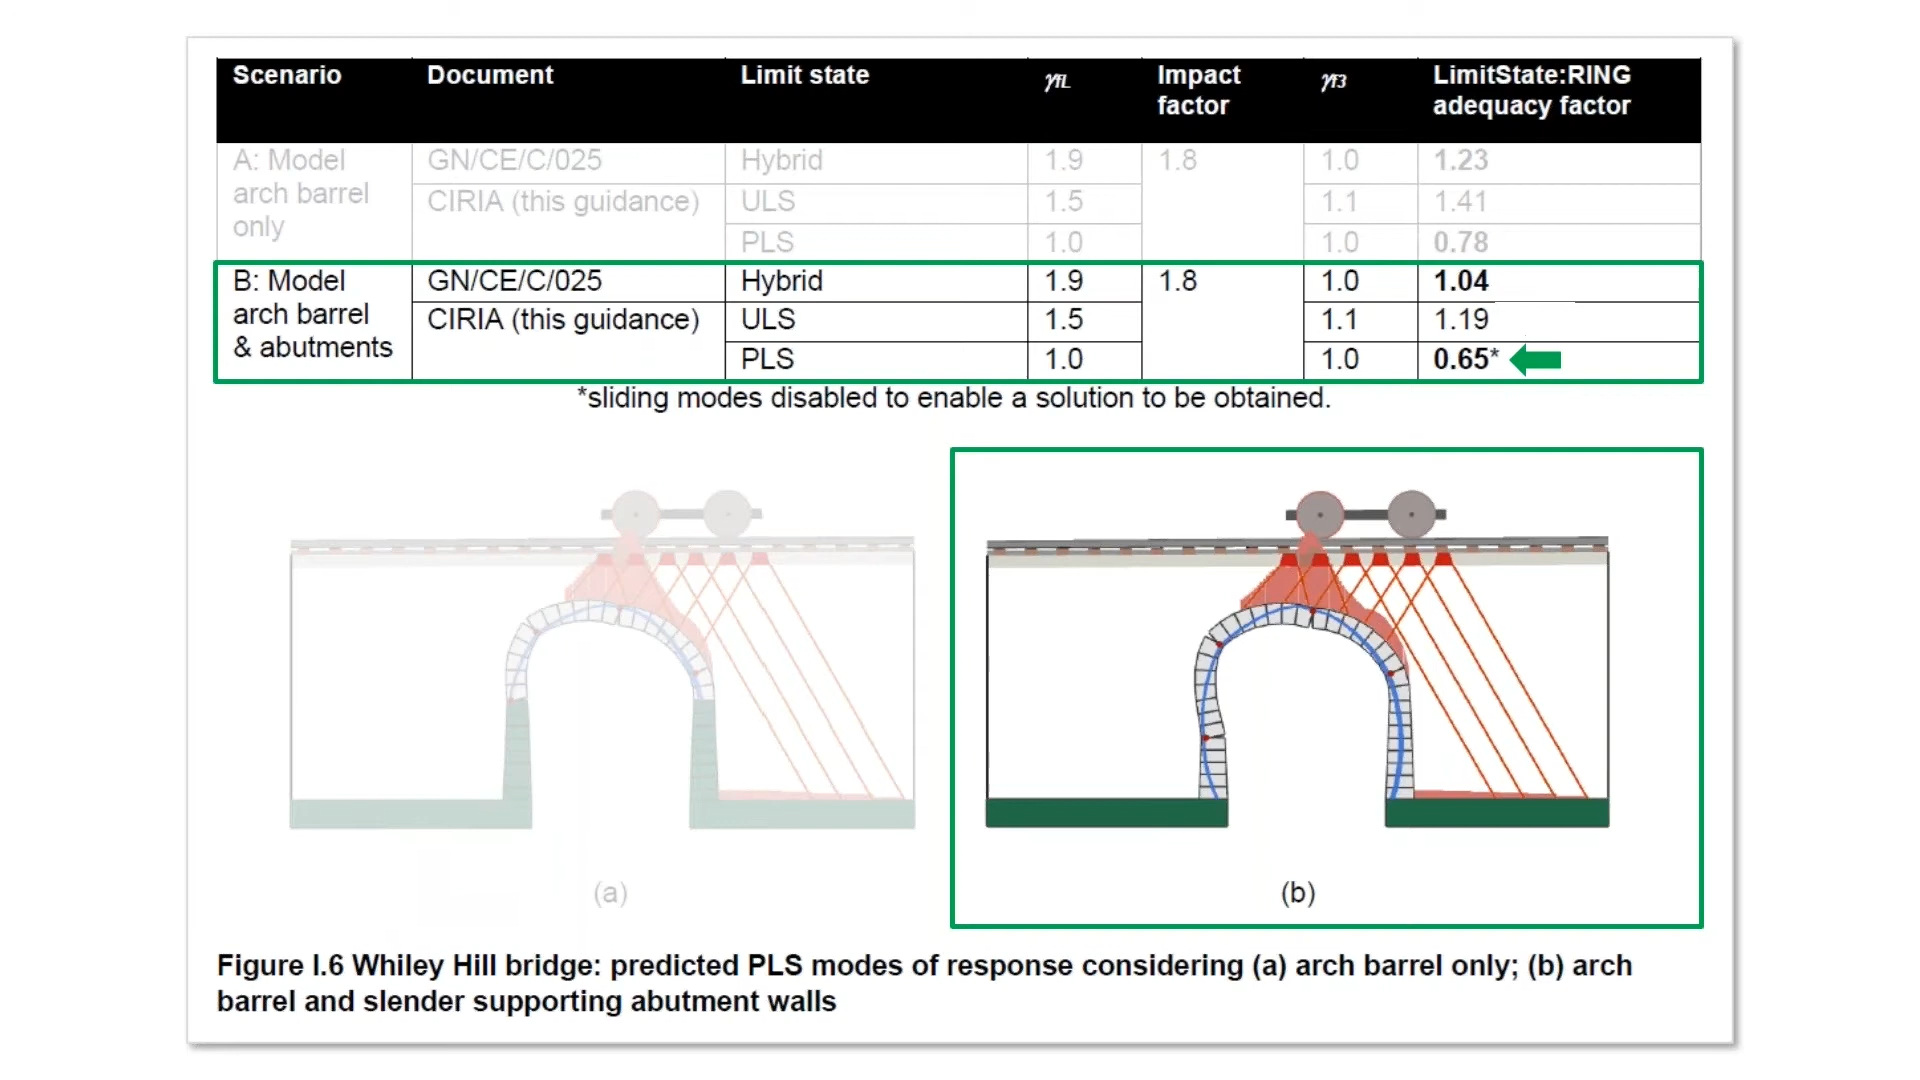 Scenario Document Limit state γfL Impact factor γf3 LimitState:RING adequacy factor
A: Model arch barrel only GN/CE/C/025 Hybrid 1.9 1.8 1.0 1.23
CIRIA (this guidance) ULS 1.5 1.1 1.41
PLS 1.0 1.0 0.78
B: Model arch barrel & abutments GN/CE/C/025 Hybrid 1.9 1.8 1.0 1.04
CIRIA (this guidance) ULS 1.5 1.1 1.19
PLS 1.0 1.0 0.65*
*sliding modes disabled to enable a solution to be obtained.
(a) (b)
Figure I.6 Whiley Hill bridge: predicted PLS modes of response considering (a) arch barrel only; (b) arch
barrel and slender supporting abutment walls